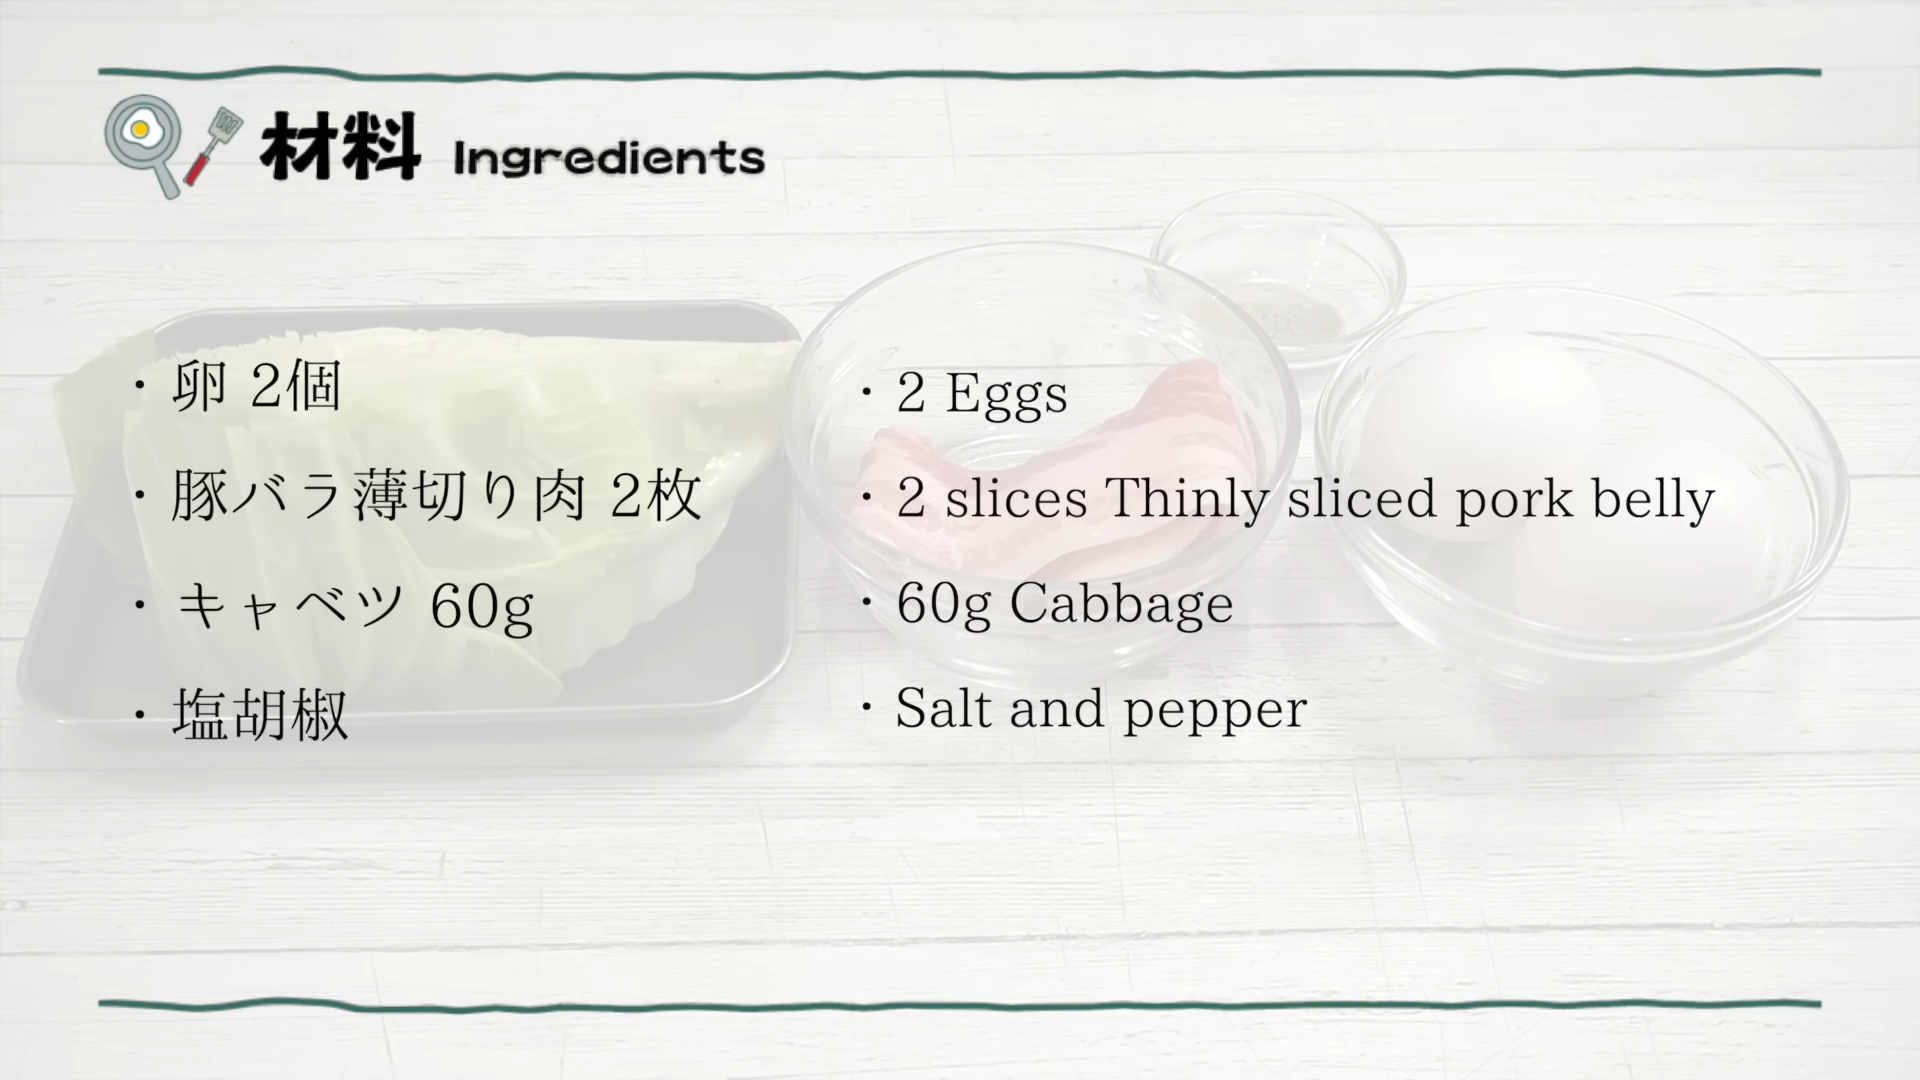 材料 Ingredients
・卵 2個
・豚バラ薄切り肉 2枚
・キャベツ 60g
・塩胡椒
・2 Eggs
・2 slices Thinly sliced pork belly
・60g Cabbage
・Salt and pepper